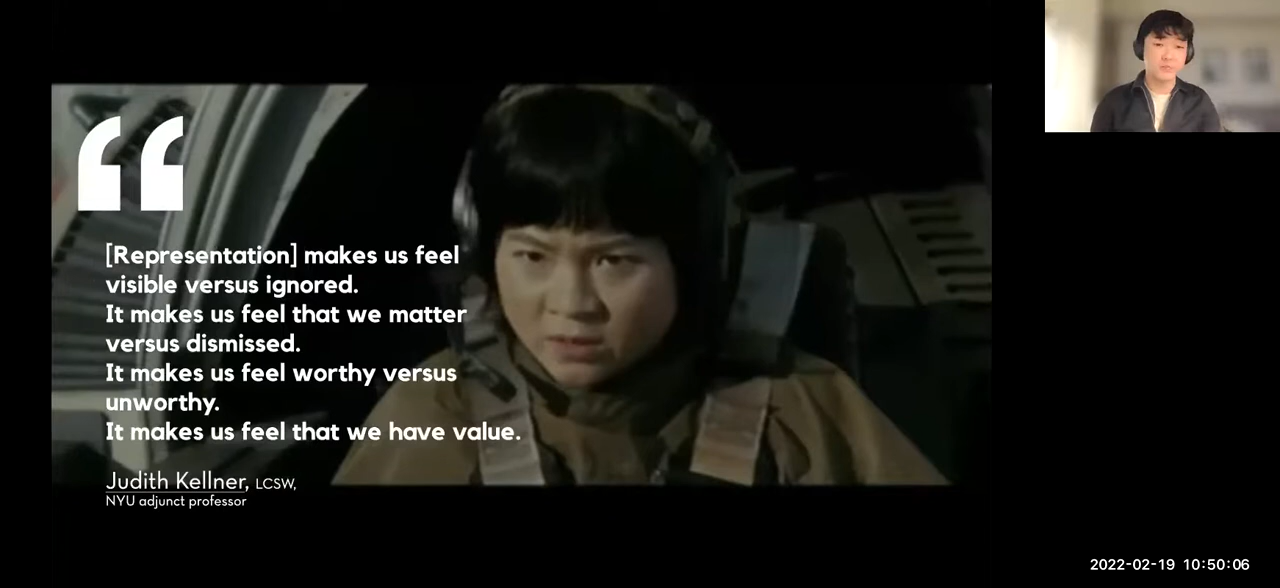 “
[Representation] makes us feel
visible versus ignored.
It makes us feel that we matter
versus dismissed.
It makes us feel worthy versus
unworthy.
It makes us feel that we have value.
Judith Kellner, LCSW,
NYU adjunct professor
2022-02-19 10:50:06